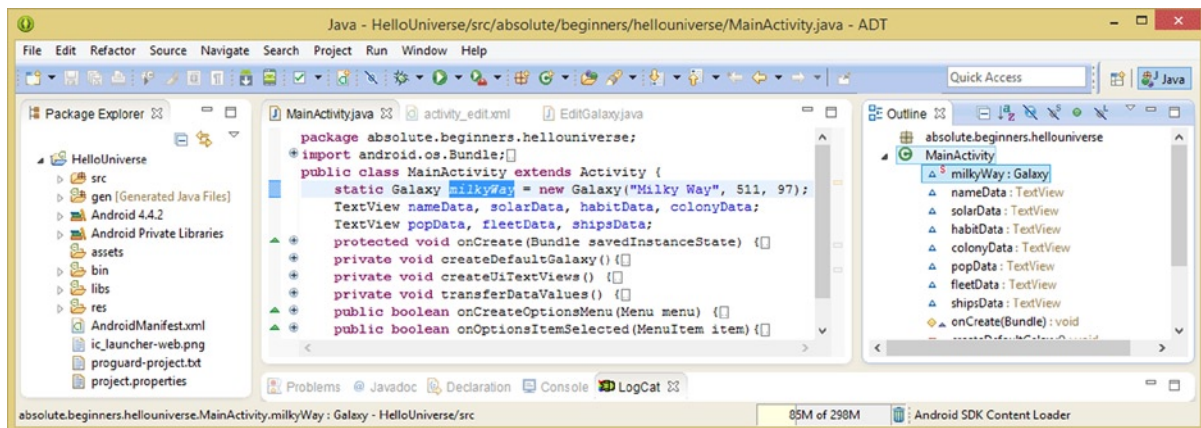 Java - HelloUniverse/src/absolute/beginners/hellouniverse/MainActivity.java - ADT
File Edit Refactor Source Navigate Search Project Run Window Help
Quick Access
Java
Package Explorer
HelloUniverse
src
gen [Generated Java Files]
Android 4.4.2
Android Private Libraries
assets
bin
libs
res
AndroidManifest.xml
ic_launcher-web.png
proguard-project.txt
project.properties
MainActivity.java activity_edit.xml EditGalaxy.java
package absolute.beginners.hellouniverse;
import android.os.Bundle;
public class MainActivity extends Activity {
static Galaxy milkyWay = new Galaxy("Milky Way", 511, 97);
TextView nameData, solarData, habitData, colonyData;
TextView popData, fleetData, shipsData;
protected void onCreate(Bundle savedInstanceState) {
private void createDefaultGalaxy(){
private void createUiTextViews() {
private void transferDataValues() {
public boolean onCreateOptionsMenu(Menu menu) {
public boolean onOptionsItemSelected(MenuItem item){
Problems @ Javadoc Declaration Console LogCat
Outline
absolute.beginners.hellouniverse
MainActivity
milkyWay : Galaxy
nameData : TextView
solarData : TextView
habitData : TextView
colonyData : TextView
popData : TextView
fleetData : TextView
shipsData : TextView
onCreate(Bundle) : void
absolute.beginners.hellouniverse.MainActivity.milkyWay : Galaxy - HelloUniverse/src
85M of 298M
Android SDK Content Loader